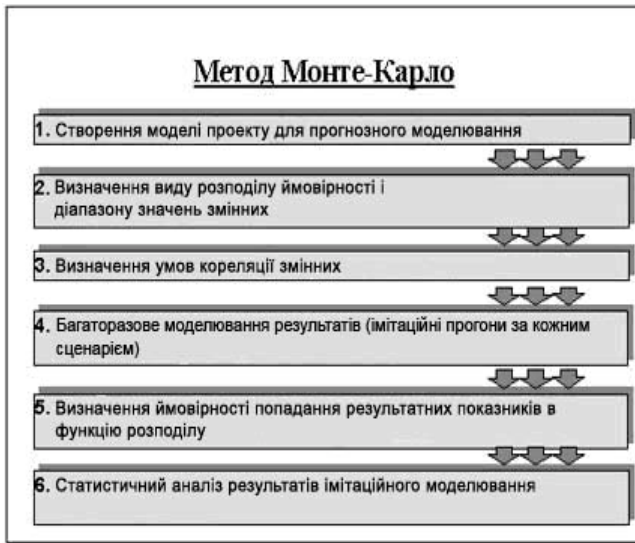 Метод Монте-Карло
1. Створення моделі проекту для прогнозного моделювання
2. Визначення виду розподілу ймовірності і
діапазону значень змінних
3. Визначення умов кореляції змінних
4. Багаторазове моделювання результатів (імітаційні прогони за кожним
сценарієм)
5. Визначення ймовірності попадання результатних показників в
функцію розподілу
6. Статистичний аналіз результатів імітаційного моделювання